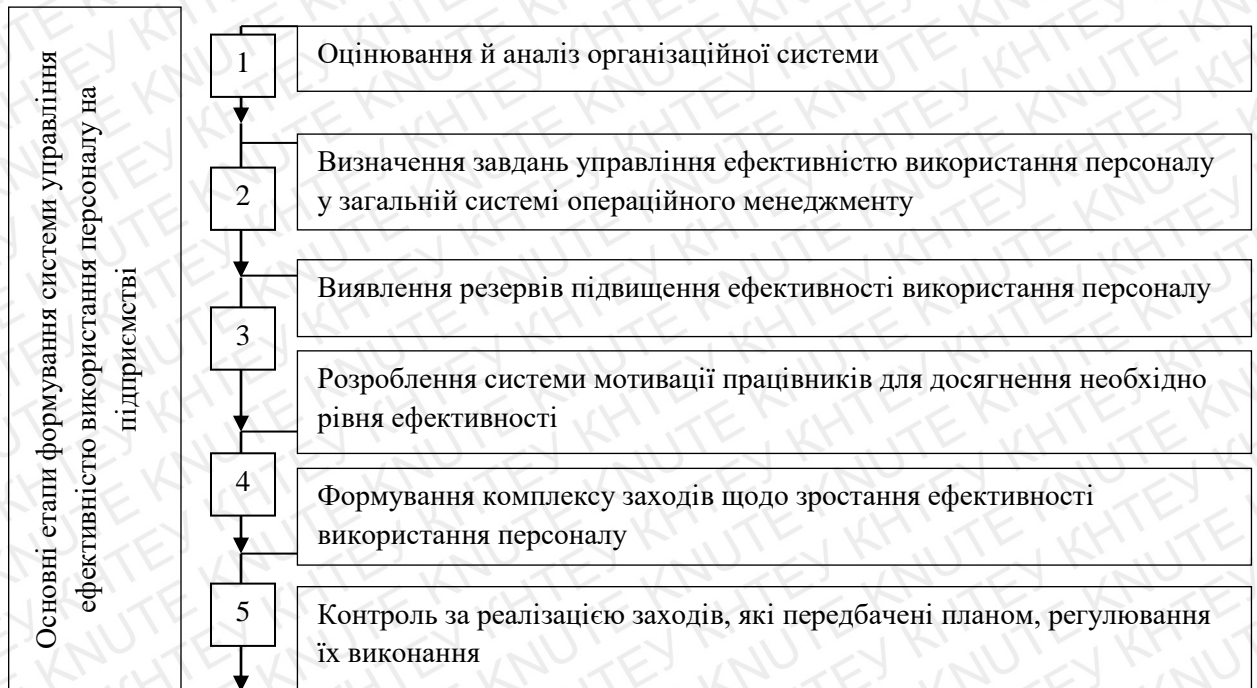 Основні етапи формування системи управління
ефективністю використання персоналу на
підприємстві
1
Оцінювання й аналіз організаційної системи
2
Визначення завдань управління ефективністю використання персоналу
у загальній системі операційного менеджменту
3
Виявлення резервів підвищення ефективності використання персоналу
Розроблення системи мотивації працівників для досягнення необхідно
рівня ефективності
4
Формування комплексу заходів щодо зростання ефективності
використання персоналу
5
Контроль за реалізацією заходів, які передбачені планом, регулювання
їх виконання